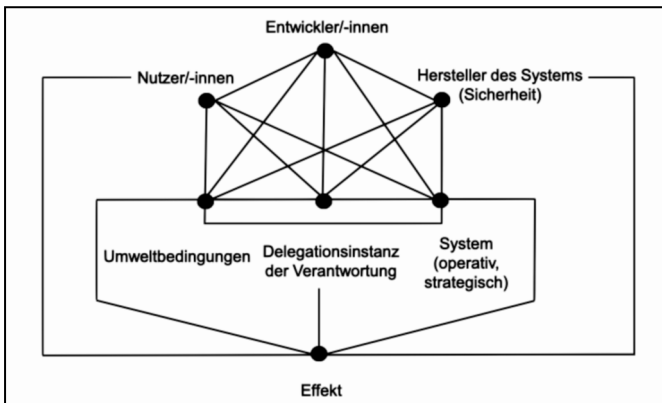 Entwickler/-innen
Nutzer/-innen
Hersteller des Systems
(Sicherheit)
Umweltbedingungen
Delegationsinstanz
der Verantwortung
System
(operativ,
strategisch)
Effekt